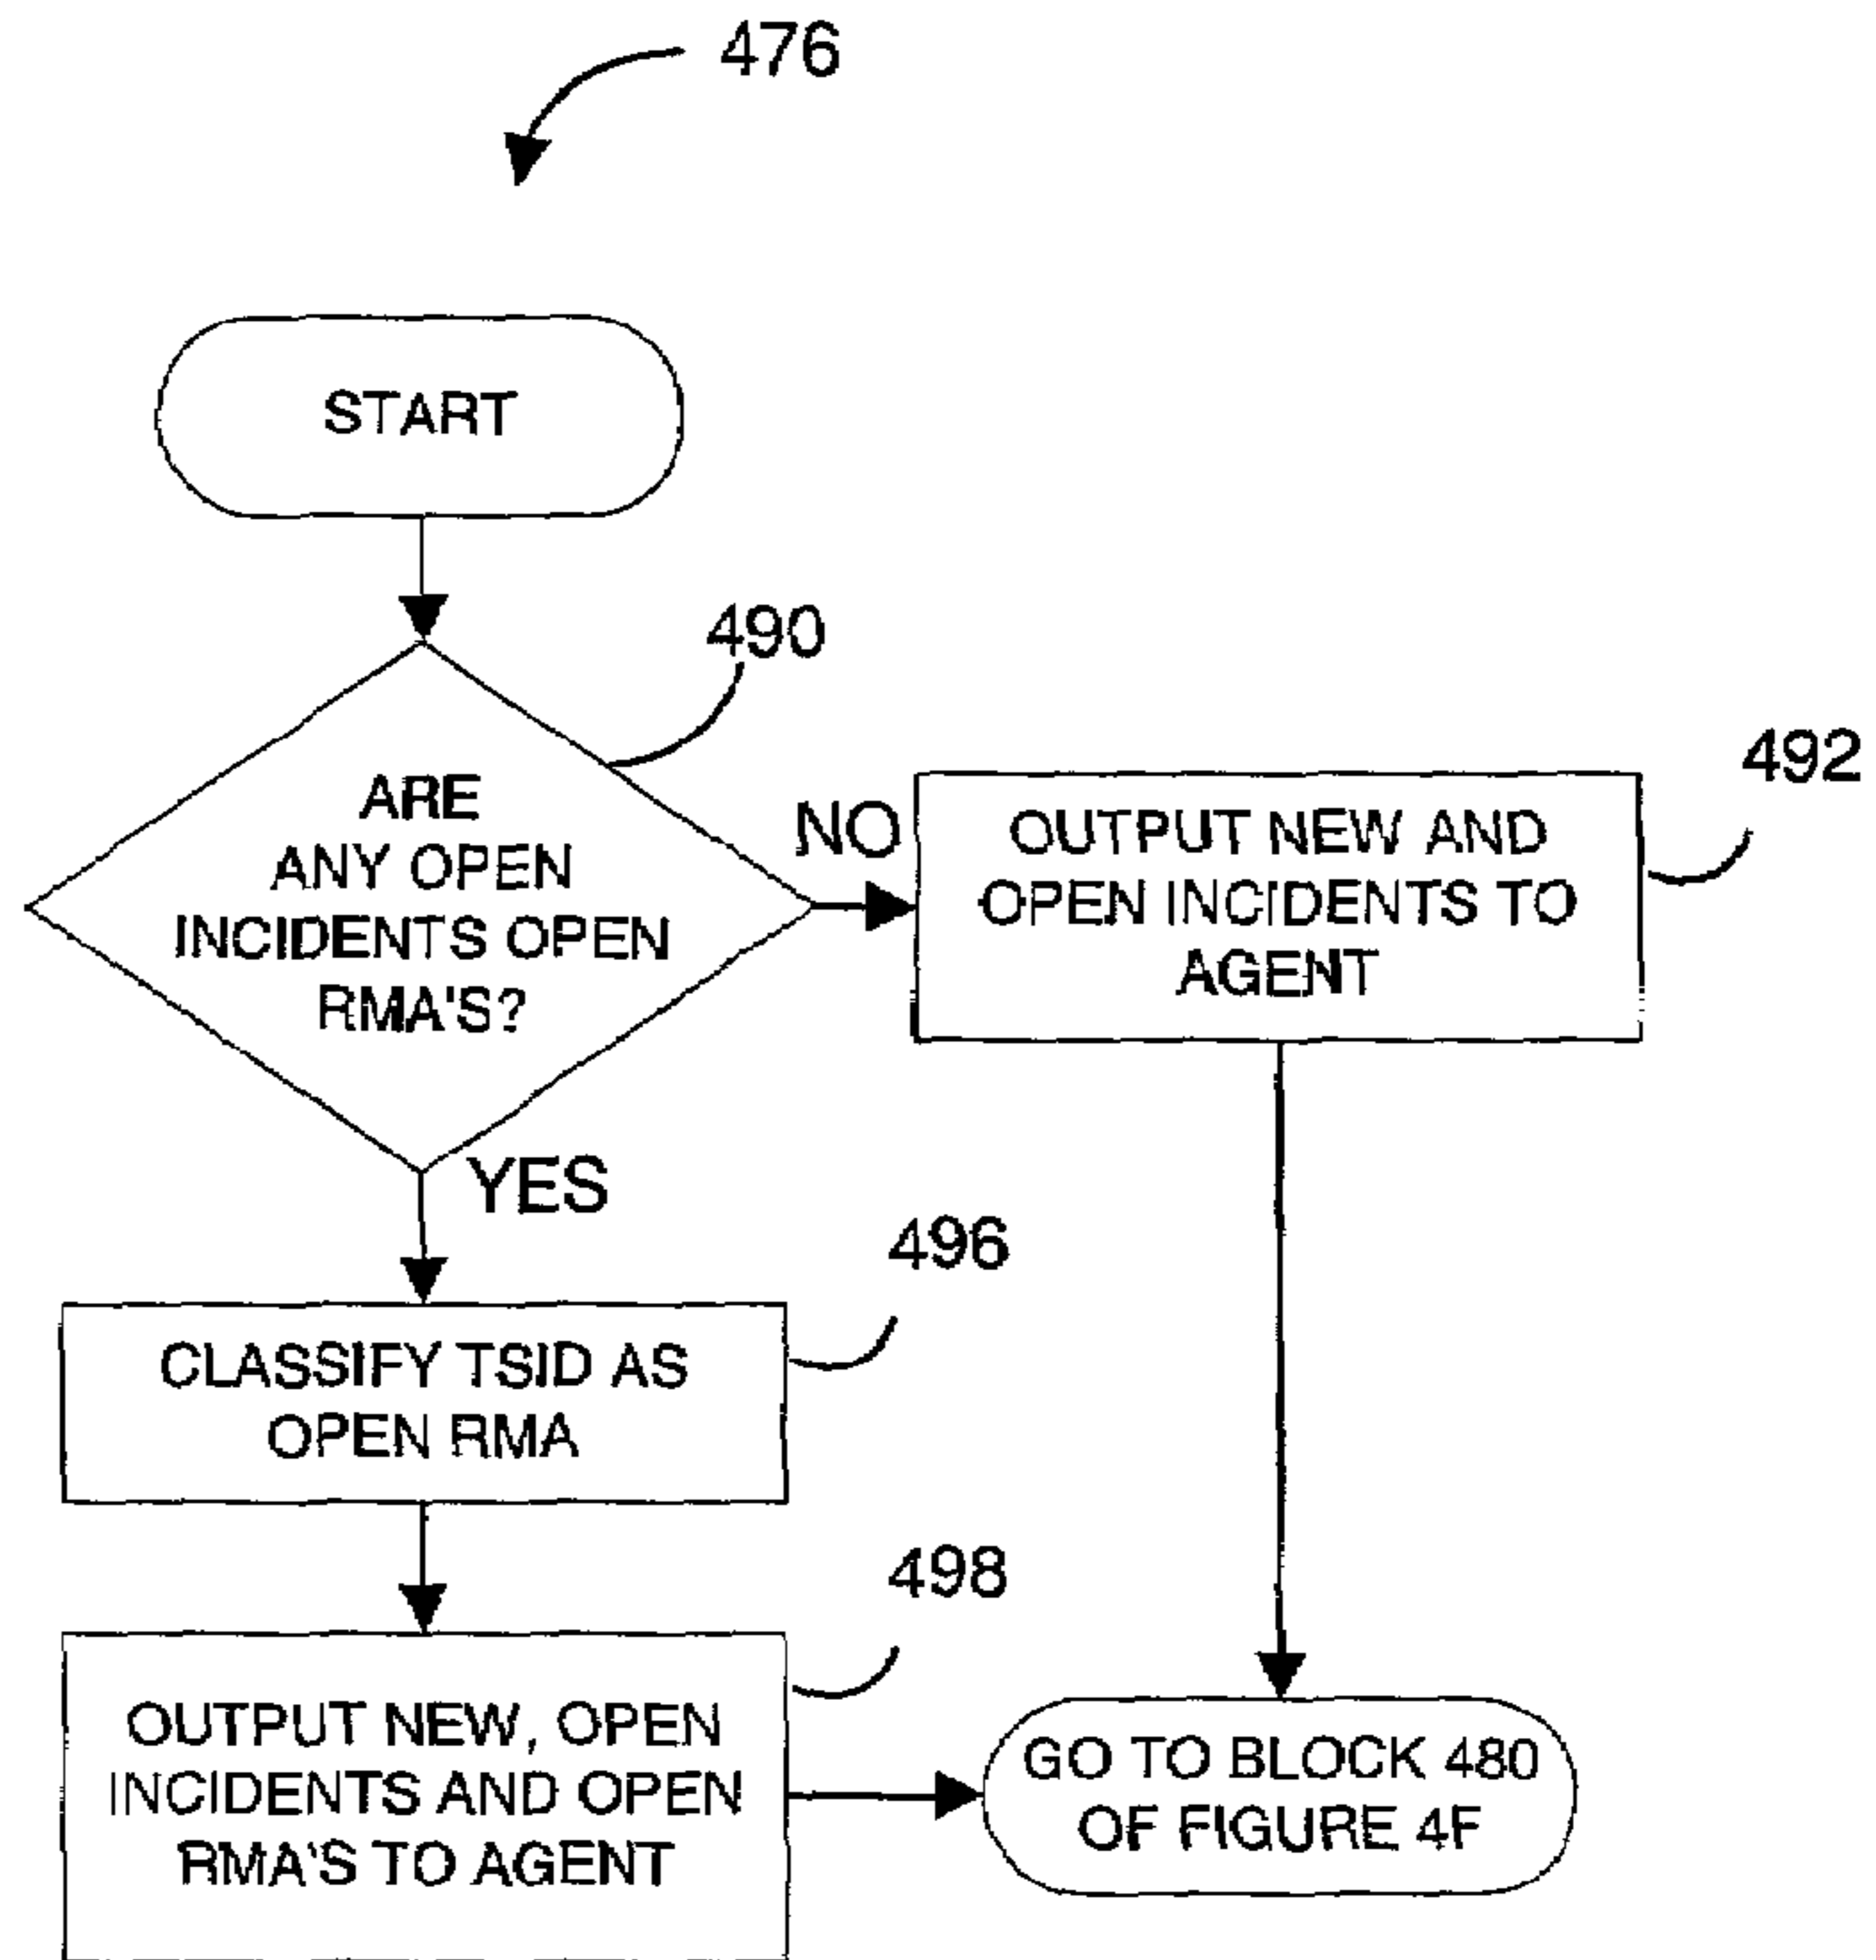 476
START
490
ARE
ANY OPEN
INCIDENTS OPEN
RMA'S?
NO
492
OUTPUT NEW AND
OPEN INCIDENTS TO
AGENT
YES
496
CLASSIFY TSID AS
OPEN RMA
498
OUTPUT NEW, OPEN
INCIDENTS AND OPEN
RMA'S TO AGENT
GO TO BLOCK 480
OF FIGURE 4F